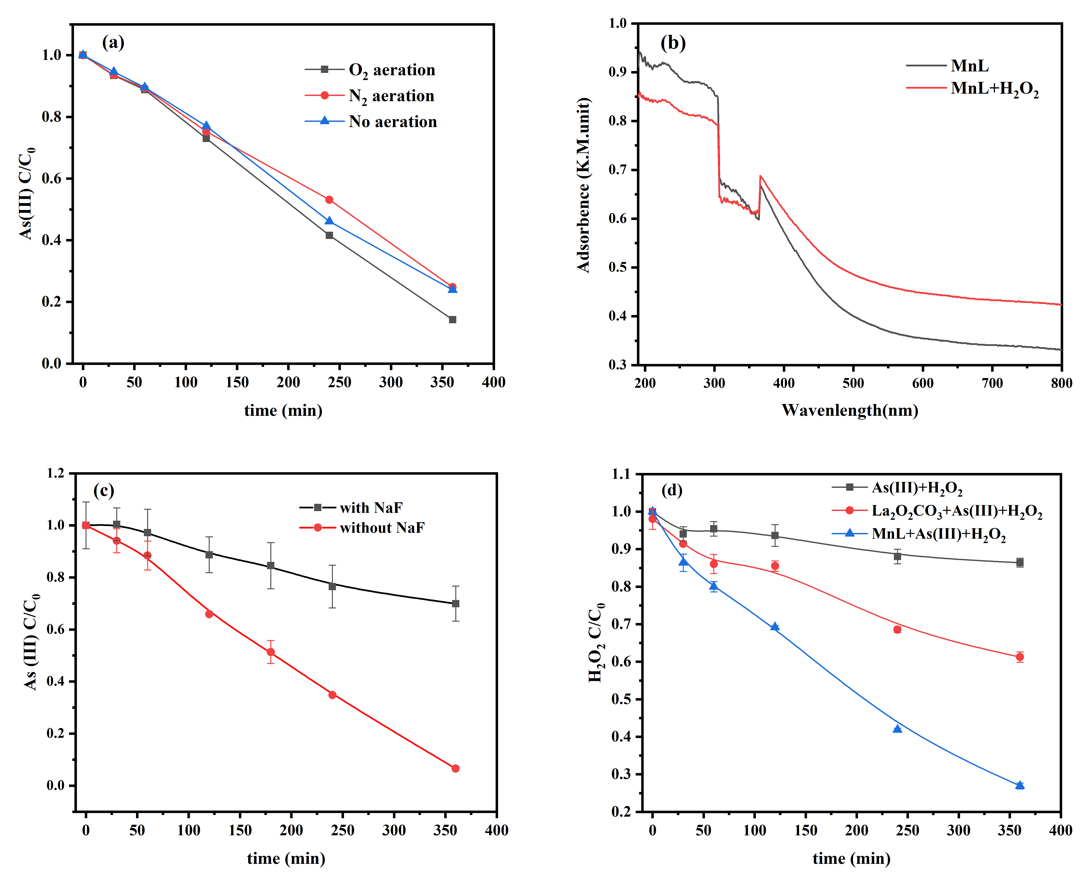 (a)
O₂ aeration
N₂ aeration
No aeration
As(III) C/C₀
1.0
0.8
0.6
0.4
0.2
0.0
0 50 100 150 200 250 300 350 400
time (min)
(b)
MnL
MnL+H₂O₂
Adsorbence (K.M.unit)
1.0
0.9
0.8
0.7
0.6
0.5
0.4
0.3
200 300 400 500 600 700 800
Wavenlength(nm)
(c)
with NaF
without NaF
As (III) C/C₀
1.2
1.0
0.8
0.6
0.4
0.2
0.0
0 50 100 150 200 250 300 350 400
time (min)
(d)
As(III)+H₂O₂
La₂O₂CO₃+As(III)+H₂O₂
MnL+As(III)+H₂O₂
H₂O₂ C/C₀
1.1
1.0
0.9
0.8
0.7
0.6
0.5
0.4
0.3
0.2
0 50 100 150 200 250 300 350 400
time (min)